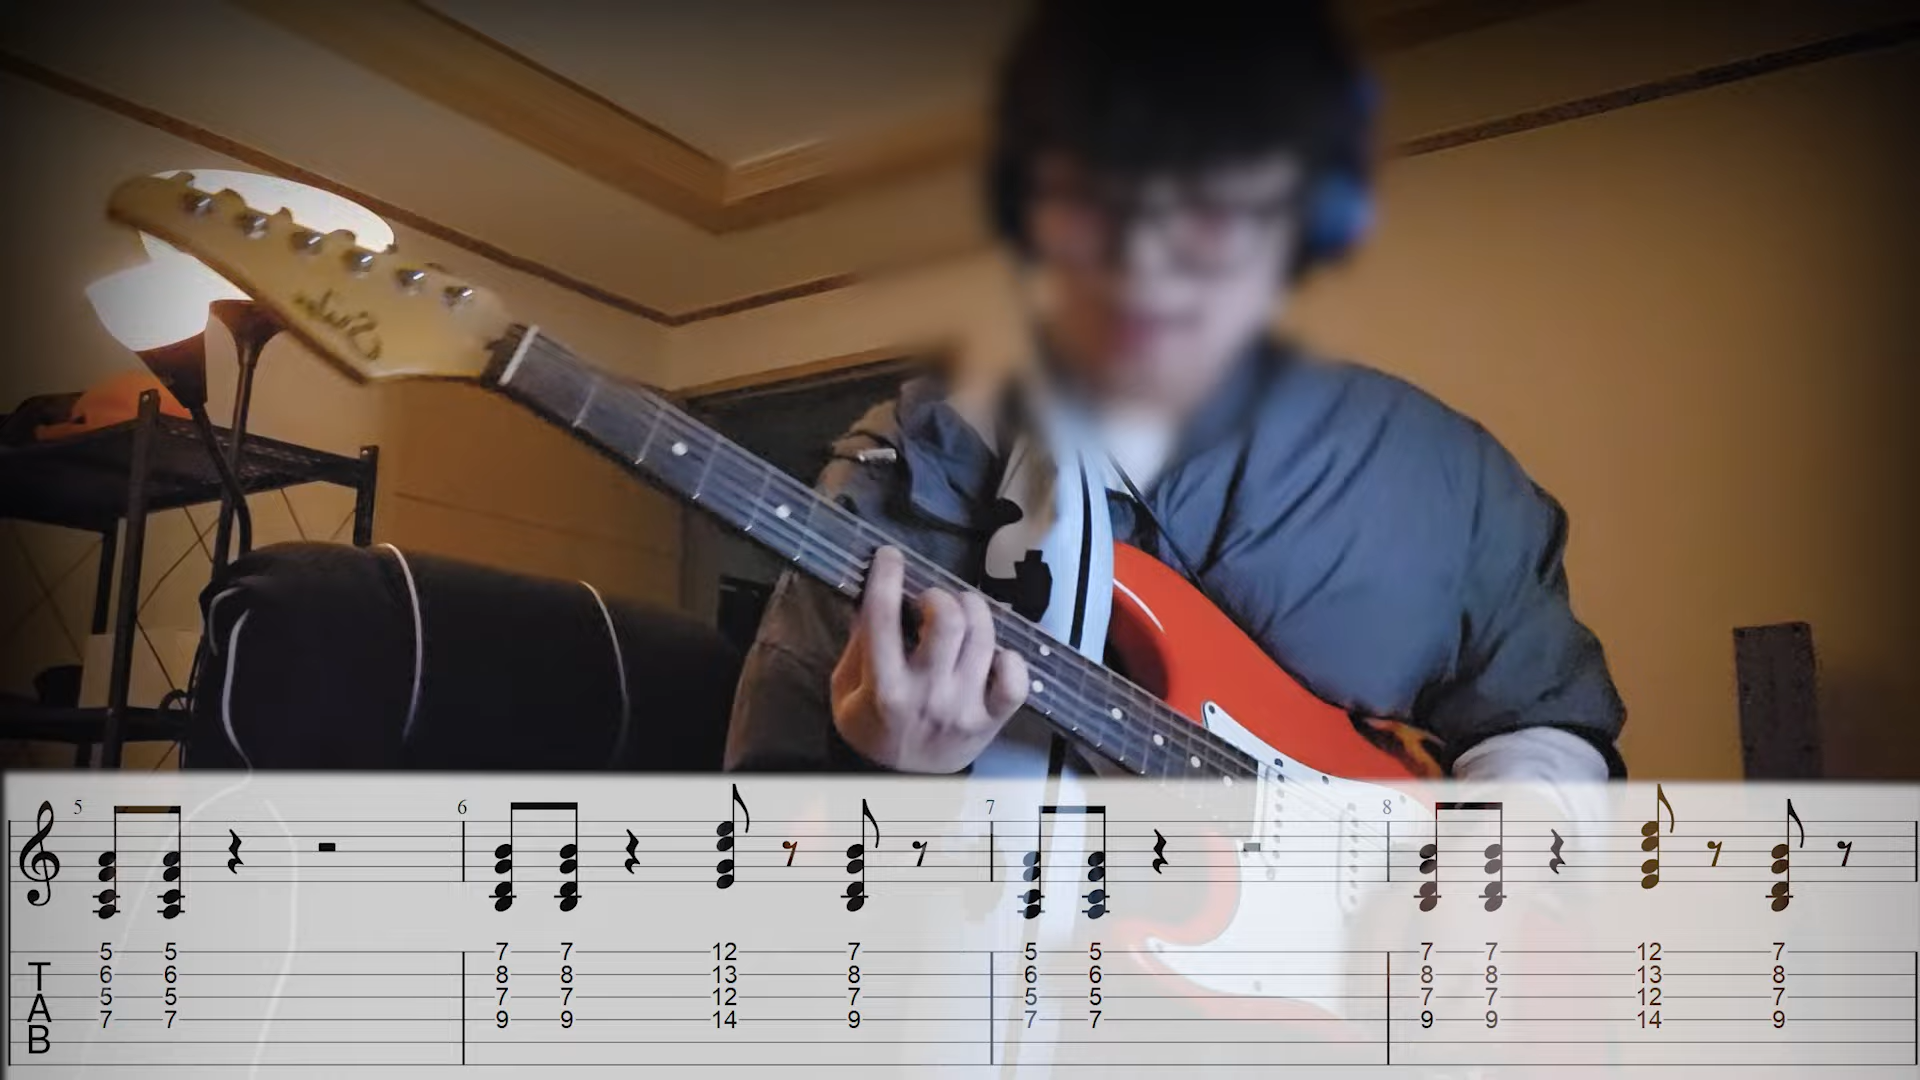 5 6 7 8
5 5 7 7 12 7 5 5 7 7 12 7
T 6 6 8 8 13 8 6 6 8 8 13 8
A 5 5 7 7 12 7 5 5 7 7 12 7
B 7 7 9 9 14 9 7 7 9 9 14 9